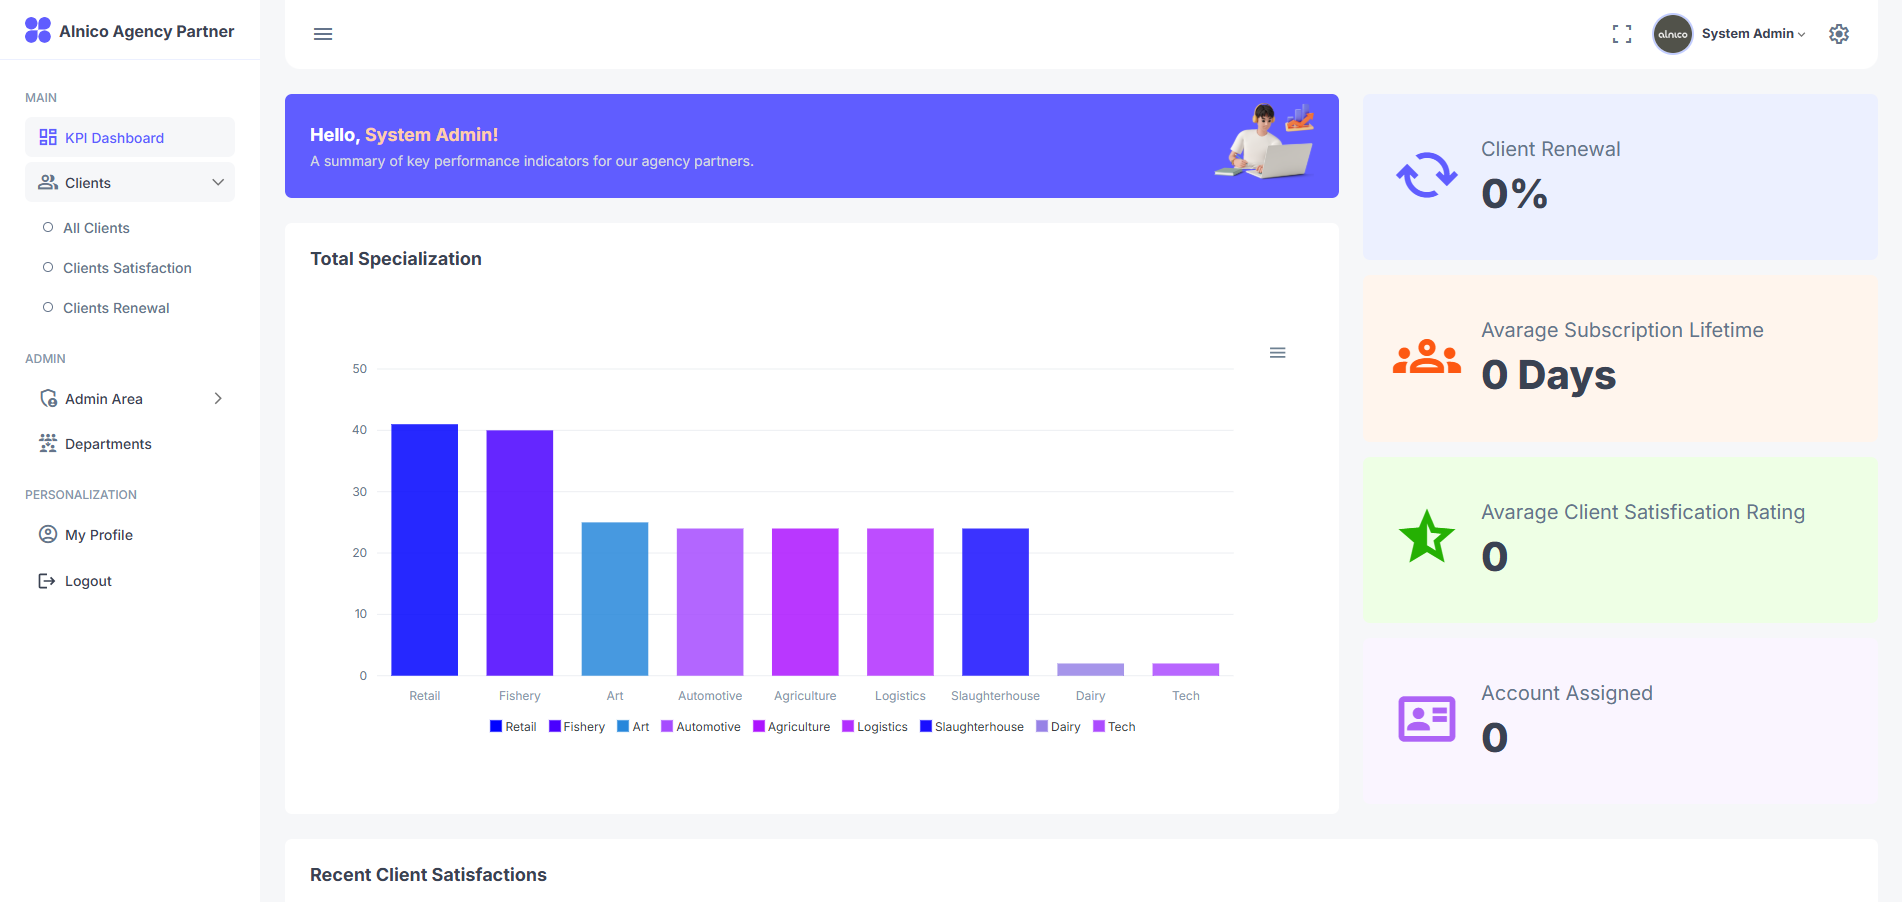 Alnico Agency Partner
MAIN
KPI Dashboard
Clients
All Clients
Clients Satisfaction
Clients Renewal
ADMIN
Admin Area
Departments
PERSONALIZATION
My Profile
Logout
alnico
System Admin
Hello, System Admin!
A summary of key performance indicators for our agency partners.
Total Specialization
50
40
30
20
10
0
Retail Fishery Art Automotive Agriculture Logistics Slaughterhouse Dairy Tech
Retail Fishery Art Automotive Agriculture Logistics Slaughterhouse Dairy Tech
Client Renewal
0%
Avarage Subscription Lifetime
0 Days
Avarage Client Satisfication Rating
0
Account Assigned
0
Recent Client Satisfactions